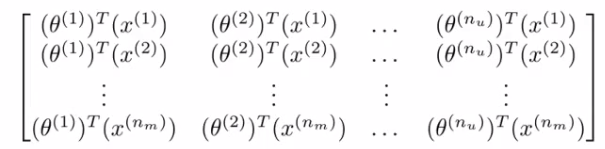 (θ^(1))^T(x^(1)) (θ^(2))^T(x^(1)) … (θ^(n_u))^T(x^(1))
(θ^(1))^T(x^(2)) (θ^(2))^T(x^(2)) … (θ^(n_u))^T(x^(2))
⋮ ⋮ ⋮ ⋮
(θ^(1))^T(x^(n_m)) (θ^(2))^T(x^(n_m)) … (θ^(n_u))^T(x^(n_m))